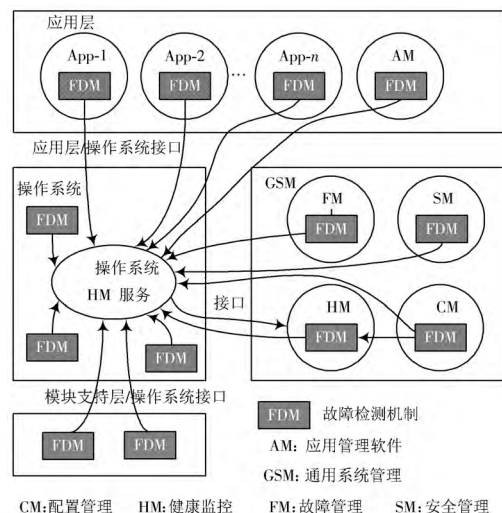 应用层
App-1 App-2 ... App-n AM
FDM FDM FDM FDM
应用层/操作系统接口
操作系统 GSM
FM SM
FDM FDM FDM
操作系统
HM 服务
接口
HM CM
FDM FDM
FDM FDM
模块支持层/操作系统接口
FDM FDM
FDM 故障检测机制
AM: 应用管理软件
GSM: 通用系统管理
CM:配置管理 HM:健康监控 FM:故障管理 SM:安全管理